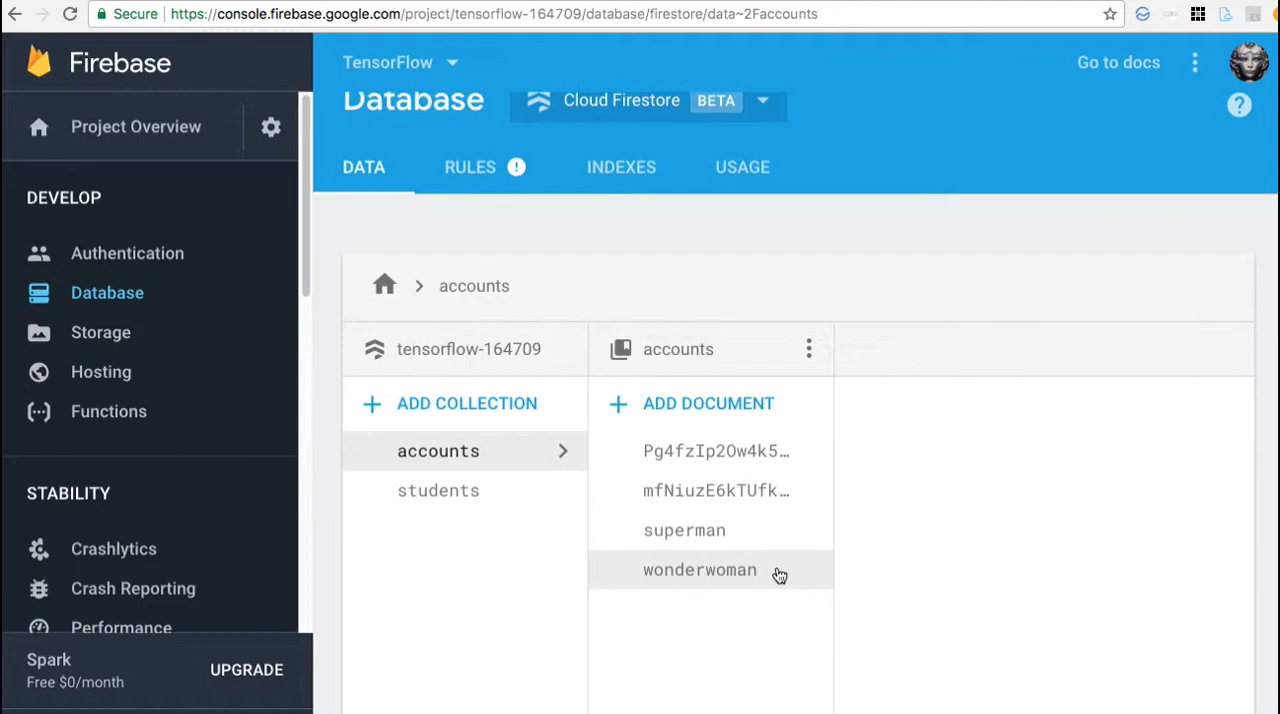 Secure https://console.firebase.google.com/project/tensorflow-164709/database/firestore/data~2Faccounts
Firebase
TensorFlow
Go to docs
Database
Cloud Firestore BETA
?
Project Overview
DATA
RULES !
INDEXES
USAGE
DEVELOP
Authentication
Database
Storage
Hosting
Functions
STABILITY
Crashlytics
Crash Reporting
Performance
Spark
Free $0/month
UPGRADE
accounts
tensorflow-164709
accounts
+ ADD COLLECTION
+ ADD DOCUMENT
accounts
students
Pg4fzIp2Ow4k5…
mfNiuzE6kTUfk…
superman
wonderwoman